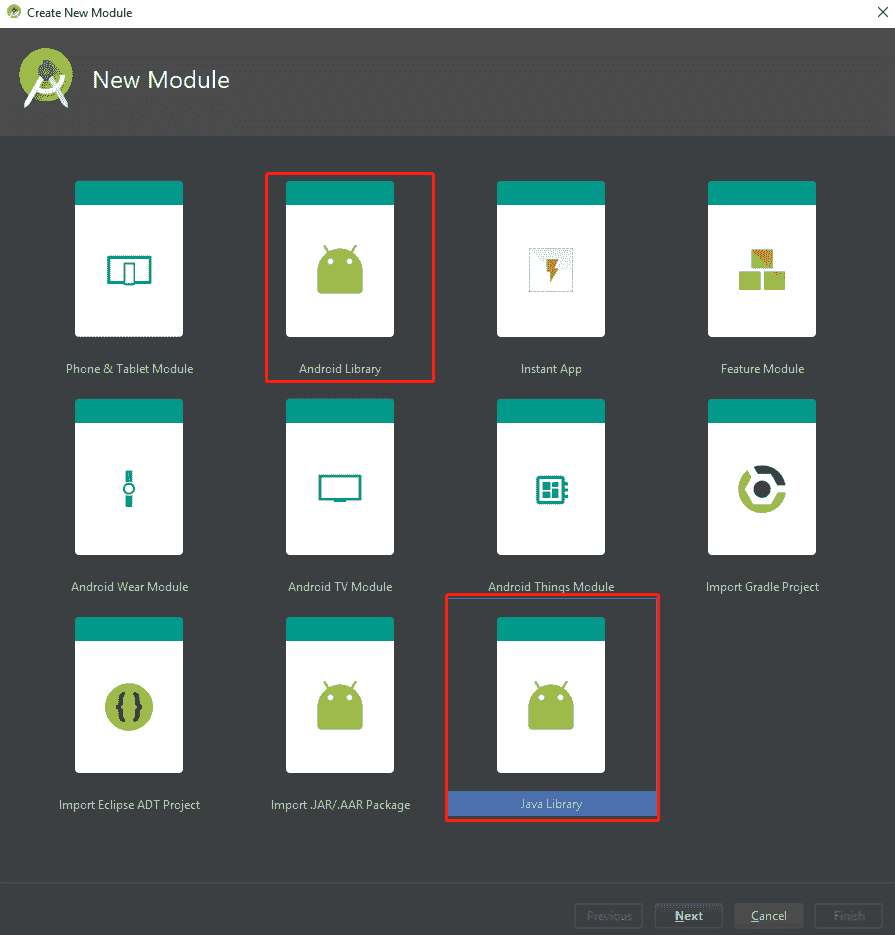 Create New Module
New Module
Phone & Tablet Module
Android Library
Instant App
Feature Module
Android Wear Module
Android TV Module
Android Things Module
Import Gradle Project
Import Eclipse ADT Project
Import .JAR/.AAR Package
Java Library
Previous
Next
Cancel
Finish